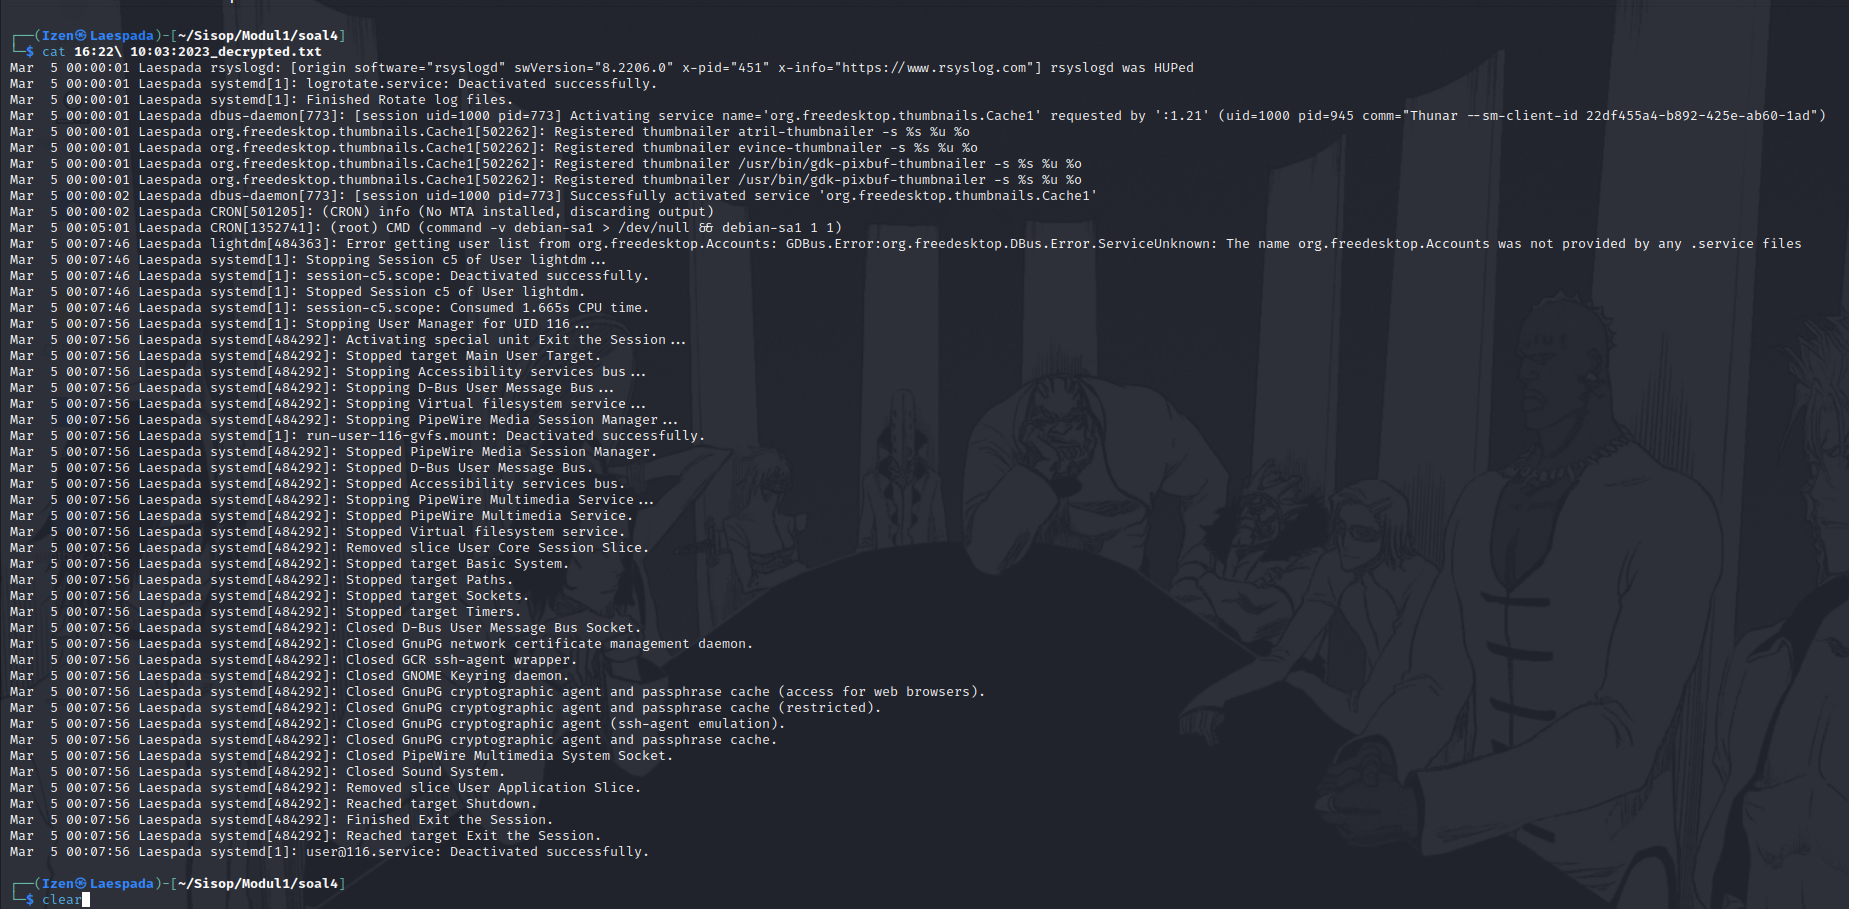 ┌──(Izen㉿Laespada)-[~/Sisop/Modul1/soal4]
└─$ cat 16:22\ 10:03:2023_decrypted.txt
Mar  5 00:00:01 Laespada rsyslogd: [origin software="rsyslogd" swVersion="8.2206.0" x-pid="451" x-info="https://www.rsyslog.com"] rsyslogd was HUPed
Mar  5 00:00:01 Laespada systemd[1]: logrotate.service: Deactivated successfully.
Mar  5 00:00:01 Laespada systemd[1]: Finished Rotate log files.
Mar  5 00:00:01 Laespada dbus-daemon[773]: [session uid=1000 pid=773] Activating service name='org.freedesktop.thumbnails.Cache1' requested by ':1.21' (uid=1000 pid=945 comm="Thunar --sm-client-id 22df455a4-b892-425e-ab60-1ad")
Mar  5 00:00:01 Laespada org.freedesktop.thumbnails.Cache1[502262]: Registered thumbnailer atril-thumbnailer -s %s %u %o
Mar  5 00:00:01 Laespada org.freedesktop.thumbnails.Cache1[502262]: Registered thumbnailer evince-thumbnailer -s %s %u %o
Mar  5 00:00:01 Laespada org.freedesktop.thumbnails.Cache1[502262]: Registered thumbnailer /usr/bin/gdk-pixbuf-thumbnailer -s %s %u %o
Mar  5 00:00:01 Laespada org.freedesktop.thumbnails.Cache1[502262]: Registered thumbnailer /usr/bin/gdk-pixbuf-thumbnailer -s %s %u %o
Mar  5 00:00:02 Laespada dbus-daemon[773]: [session uid=1000 pid=773] Successfully activated service 'org.freedesktop.thumbnails.Cache1'
Mar  5 00:00:02 Laespada CRON[501205]: (CRON) info (No MTA installed, discarding output)
Mar  5 00:05:01 Laespada CRON[1352741]: (root) CMD (command -v debian-sa1 > /dev/null && debian-sa1 1 1)
Mar  5 00:07:46 Laespada lightdm[484363]: Error getting user list from org.freedesktop.Accounts: GDBus.Error:org.freedesktop.DBus.Error.ServiceUnknown: The name org.freedesktop.Accounts was not provided by any .service files
Mar  5 00:07:46 Laespada systemd[1]: Stopping Session c5 of User lightdm...
Mar  5 00:07:46 Laespada systemd[1]: session-c5.scope: Deactivated successfully.
Mar  5 00:07:46 Laespada systemd[1]: Stopped Session c5 of User lightdm.
Mar  5 00:07:46 Laespada systemd[1]: session-c5.scope: Consumed 1.665s CPU time.
Mar  5 00:07:56 Laespada systemd[1]: Stopping User Manager for UID 116...
Mar  5 00:07:56 Laespada systemd[484292]: Activating special unit Exit the Session...
Mar  5 00:07:56 Laespada systemd[484292]: Stopped target Main User Target.
Mar  5 00:07:56 Laespada systemd[484292]: Stopping Accessibility services bus...
Mar  5 00:07:56 Laespada systemd[484292]: Stopping D-Bus User Message Bus...
Mar  5 00:07:56 Laespada systemd[484292]: Stopping Virtual filesystem service...
Mar  5 00:07:56 Laespada systemd[484292]: Stopping PipeWire Media Session Manager...
Mar  5 00:07:56 Laespada systemd[1]: run-user-116-gvfs.mount: Deactivated successfully.
Mar  5 00:07:56 Laespada systemd[484292]: Stopped PipeWire Media Session Manager.
Mar  5 00:07:56 Laespada systemd[484292]: Stopped D-Bus User Message Bus.
Mar  5 00:07:56 Laespada systemd[484292]: Stopped Accessibility services bus.
Mar  5 00:07:56 Laespada systemd[484292]: Stopping PipeWire Multimedia Service...
Mar  5 00:07:56 Laespada systemd[484292]: Stopped PipeWire Multimedia Service.
Mar  5 00:07:56 Laespada systemd[484292]: Stopped Virtual filesystem service.
Mar  5 00:07:56 Laespada systemd[484292]: Removed slice User Core Session Slice.
Mar  5 00:07:56 Laespada systemd[484292]: Stopped target Basic System.
Mar  5 00:07:56 Laespada systemd[484292]: Stopped target Paths.
Mar  5 00:07:56 Laespada systemd[484292]: Stopped target Sockets.
Mar  5 00:07:56 Laespada systemd[484292]: Stopped target Timers.
Mar  5 00:07:56 Laespada systemd[484292]: Closed D-Bus User Message Bus Socket.
Mar  5 00:07:56 Laespada systemd[484292]: Closed GnuPG network certificate management daemon.
Mar  5 00:07:56 Laespada systemd[484292]: Closed GCR ssh-agent wrapper.
Mar  5 00:07:56 Laespada systemd[484292]: Closed GNOME Keyring daemon.
Mar  5 00:07:56 Laespada systemd[484292]: Closed GnuPG cryptographic agent and passphrase cache (access for web browsers).
Mar  5 00:07:56 Laespada systemd[484292]: Closed GnuPG cryptographic agent and passphrase cache (restricted).
Mar  5 00:07:56 Laespada systemd[484292]: Closed GnuPG cryptographic agent (ssh-agent emulation).
Mar  5 00:07:56 Laespada systemd[484292]: Closed GnuPG cryptographic agent and passphrase cache.
Mar  5 00:07:56 Laespada systemd[484292]: Closed PipeWire Multimedia System Socket.
Mar  5 00:07:56 Laespada systemd[484292]: Closed Sound System.
Mar  5 00:07:56 Laespada systemd[484292]: Removed slice User Application Slice.
Mar  5 00:07:56 Laespada systemd[484292]: Reached target Shutdown.
Mar  5 00:07:56 Laespada systemd[484292]: Finished Exit the Session.
Mar  5 00:07:56 Laespada systemd[484292]: Reached target Exit the Session.
Mar  5 00:07:56 Laespada systemd[1]: user@116.service: Deactivated successfully.
┌──(Izen㉿Laespada)-[~/Sisop/Modul1/soal4]
└─$ clear